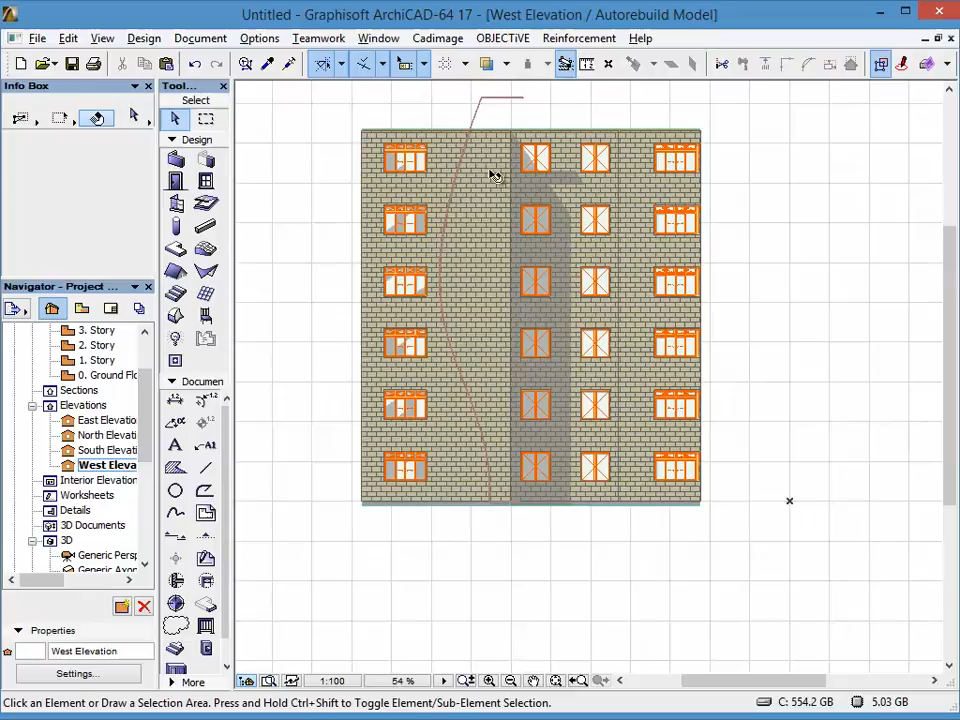 Untitled - Graphisoft ArchiCAD-64 17 - [West Elevation / Autorebuild Model]
File Edit View Design Document Options Teamwork Window Cadimage OBJECTiVE Reinforcement Help
Info Box
Tool...
Select
Design
Navigator - Project ...
3. Story
2. Story
1. Story
0. Ground Fl
Sections
Elevations
East Elevati
North Elevati
South Elevati
West Eleva
Interior Elevation
Worksheets
Details
3D Documents
3D
Generic Persp
Generic Axon
Documen
A1
Properties
West Elevation
Settings...
More
1:100
54 %
Click an Element or Draw a Selection Area. Press and Hold Ctrl+Shift to Toggle Element/Sub-Element Selection.
C: 554.2 GB
5.03 GB